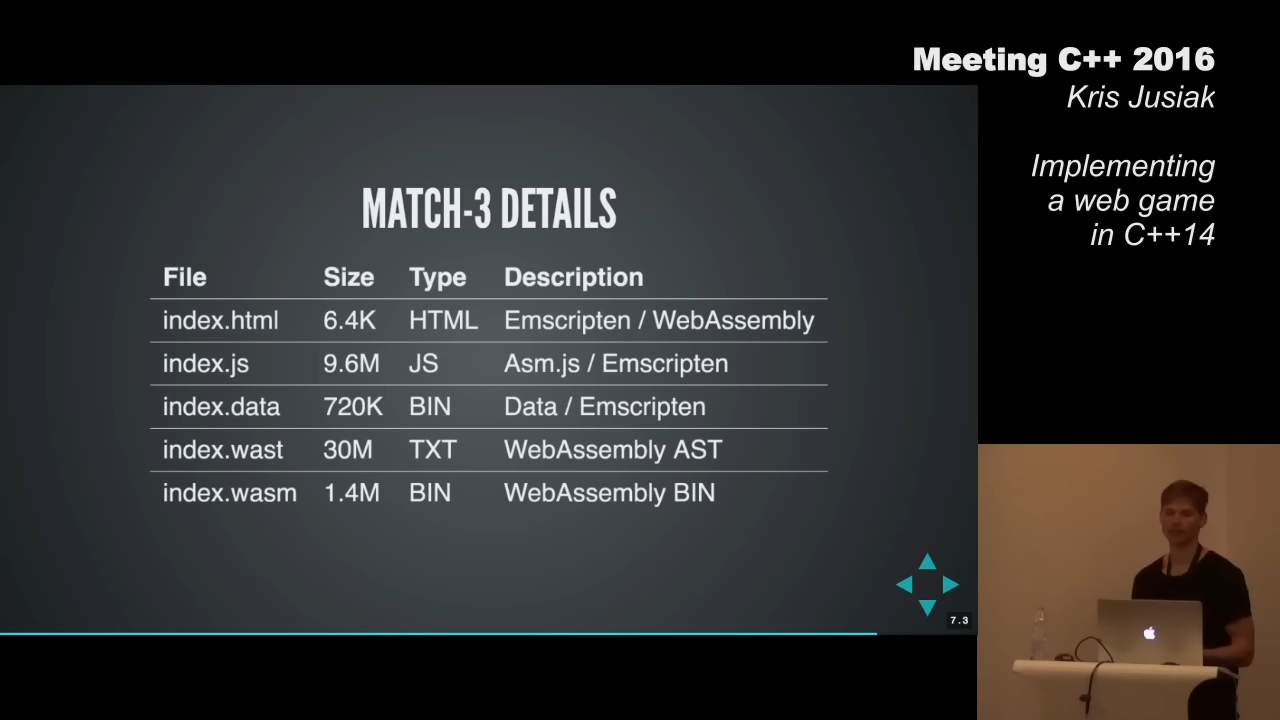 Meeting C++ 2016
Kris Jusiak
Implementing
a web game
in C++14
MATCH-3 DETAILS
File Size Type Description
index.html 6.4K HTML Emscripten / WebAssembly
index.js 9.6M JS Asm.js / Emscripten
index.data 720K BIN Data / Emscripten
index.wast 30M TXT WebAssembly AST
index.wasm 1.4M BIN WebAssembly BIN
7.3